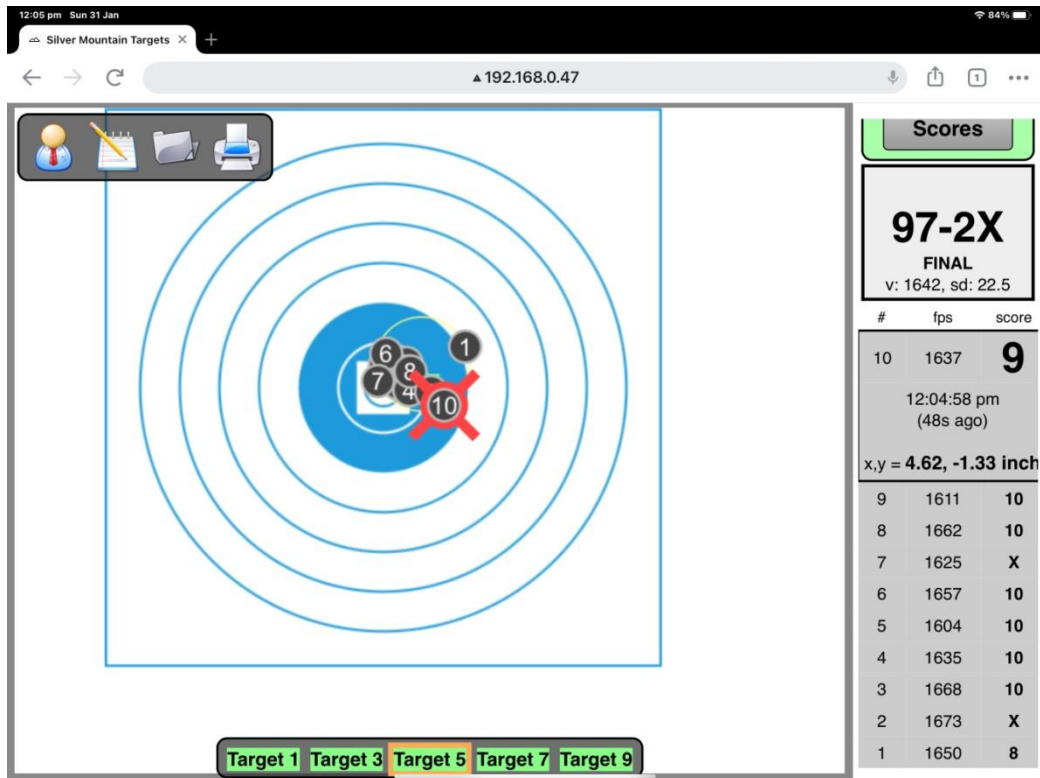 12:05 pm Sun 31 Jan
84%
Silver Mountain Targets
192.168.0.47
1
Scores
97-2X
FINAL
v: 1642, sd: 22.5
# fps score
10 1637 9
12:04:58 pm
(48s ago)
x,y = 4.62, -1.33 inch
9 1611 10
8 1662 10
7 1625 X
6 1657 10
5 1604 10
4 1635 10
3 1668 10
2 1673 X
1 1650 8
6
1
8
7
4
10
Target 1 Target 3 Target 5 Target 7 Target 9